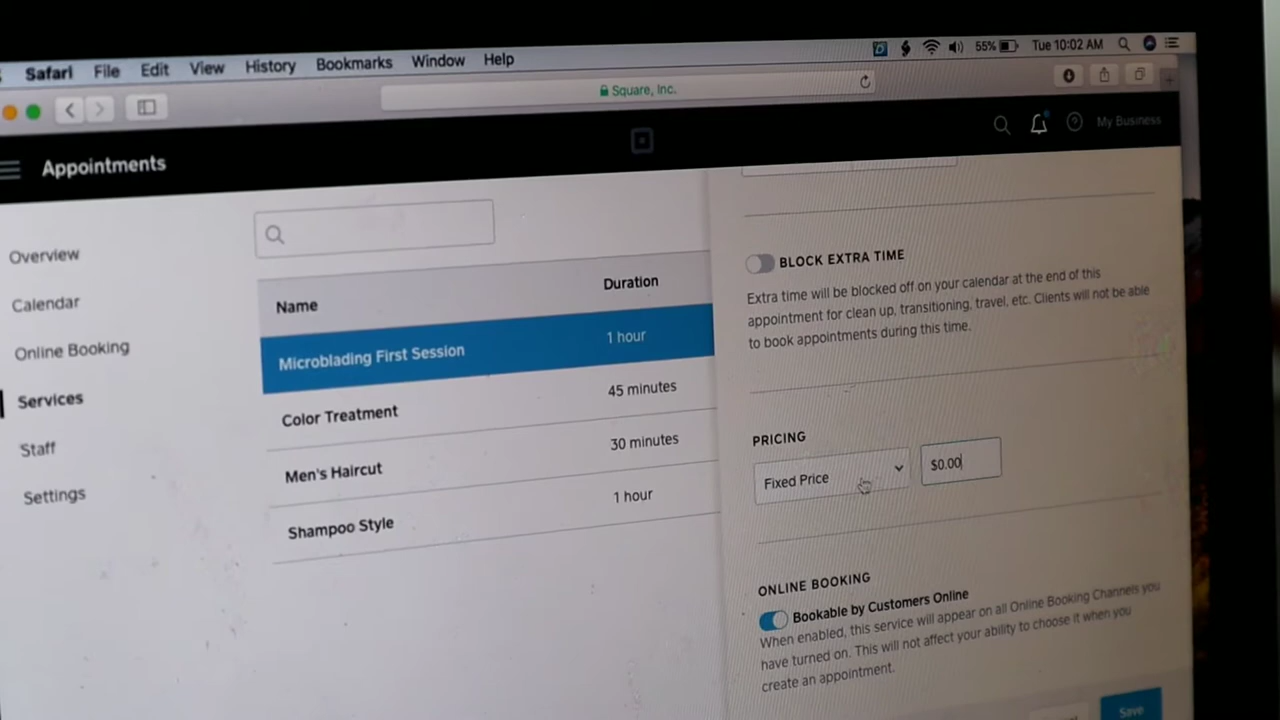 Safari File Edit View History Bookmarks Window Help
55% Tue 10:02 AM
Square, Inc.
Appointments
My Business
Overview
Calendar
Online Booking
Services
Staff
Settings
Name Duration
Microblading First Session 1 hour
Color Treatment 45 minutes
Men's Haircut 30 minutes
Shampoo Style 1 hour
BLOCK EXTRA TIME
Extra time will be blocked off on your calendar at the end of this
appointment for clean up, transitioning, travel, etc. Clients will not be able
to book appointments during this time.
PRICING
Fixed Price $0.00
ONLINE BOOKING
Bookable by Customers Online
When enabled, this service will appear on all Online Booking Channels you
have turned on. This will not affect your ability to choose it when you
create an appointment.
Save